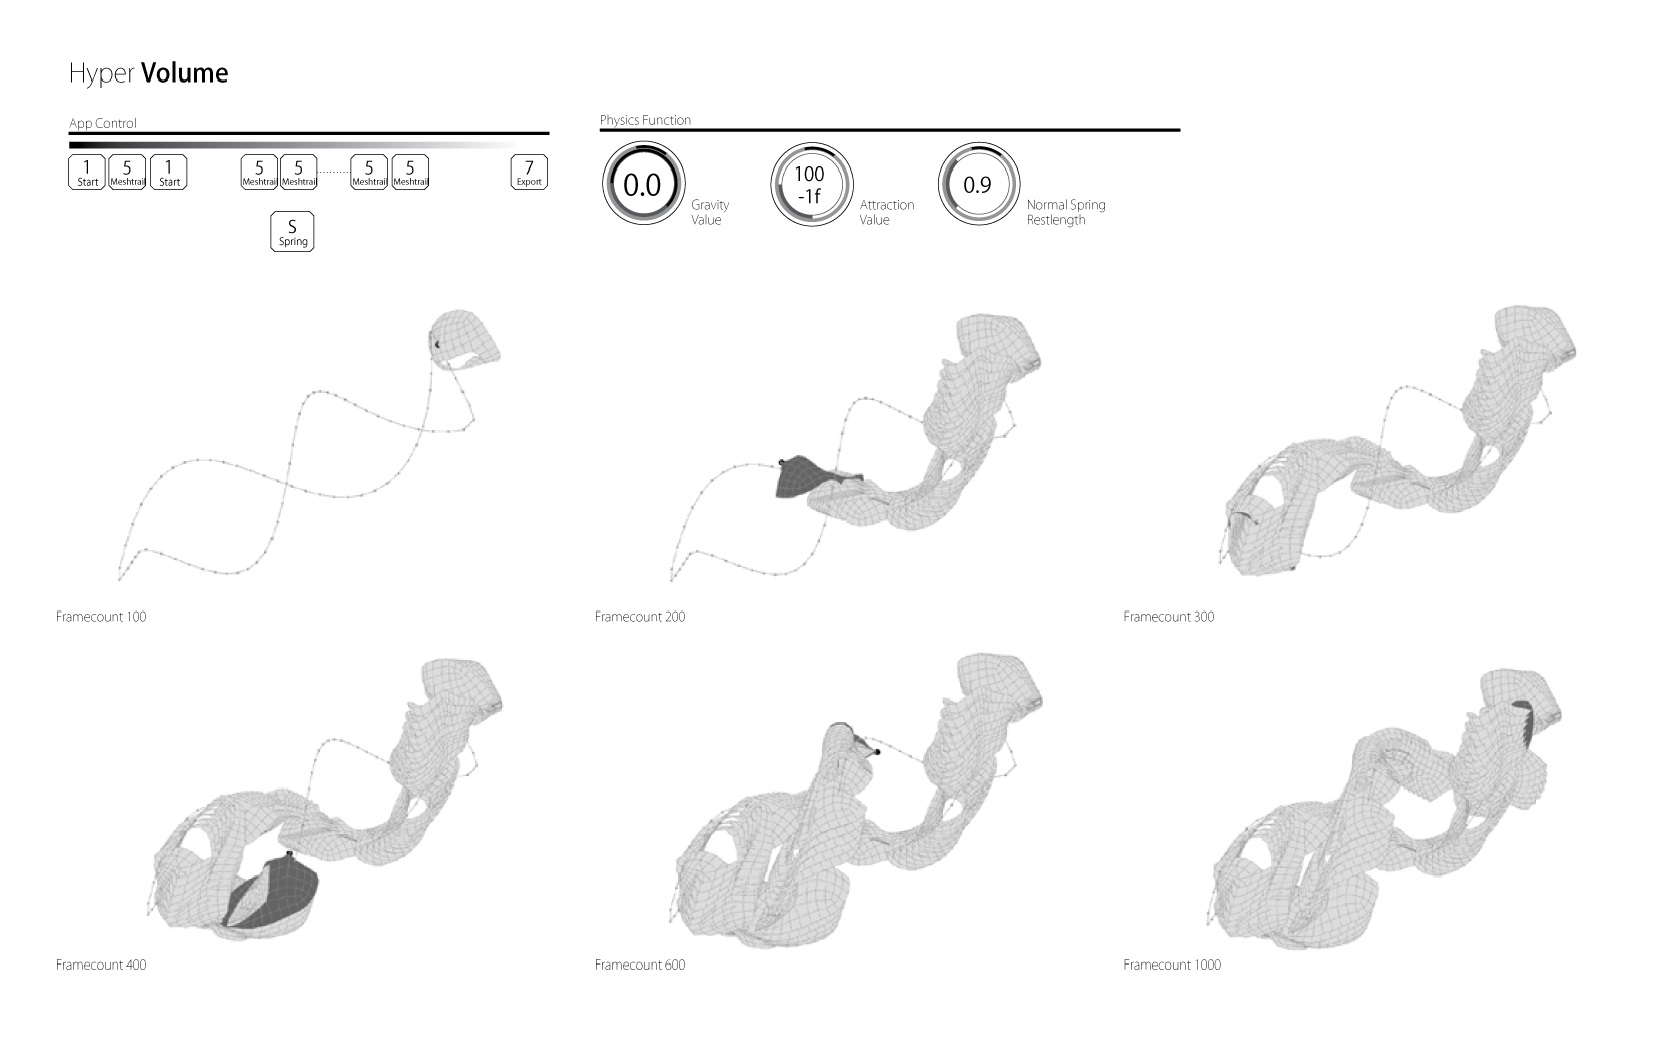 Hyper Volume
App Control
Physics Function
1 5 1 5 5 5 5 7
Start Meshtrail Start Meshtrail Meshtrail Meshtrail Meshtrail Export
S
Spring
0.0
Gravity
Value
100
-1f
Attraction
Value
0.9
Normal Spring
Restlength
Framecount 100
Framecount 200
Framecount 300
Framecount 400
Framecount 600
Framecount 1000